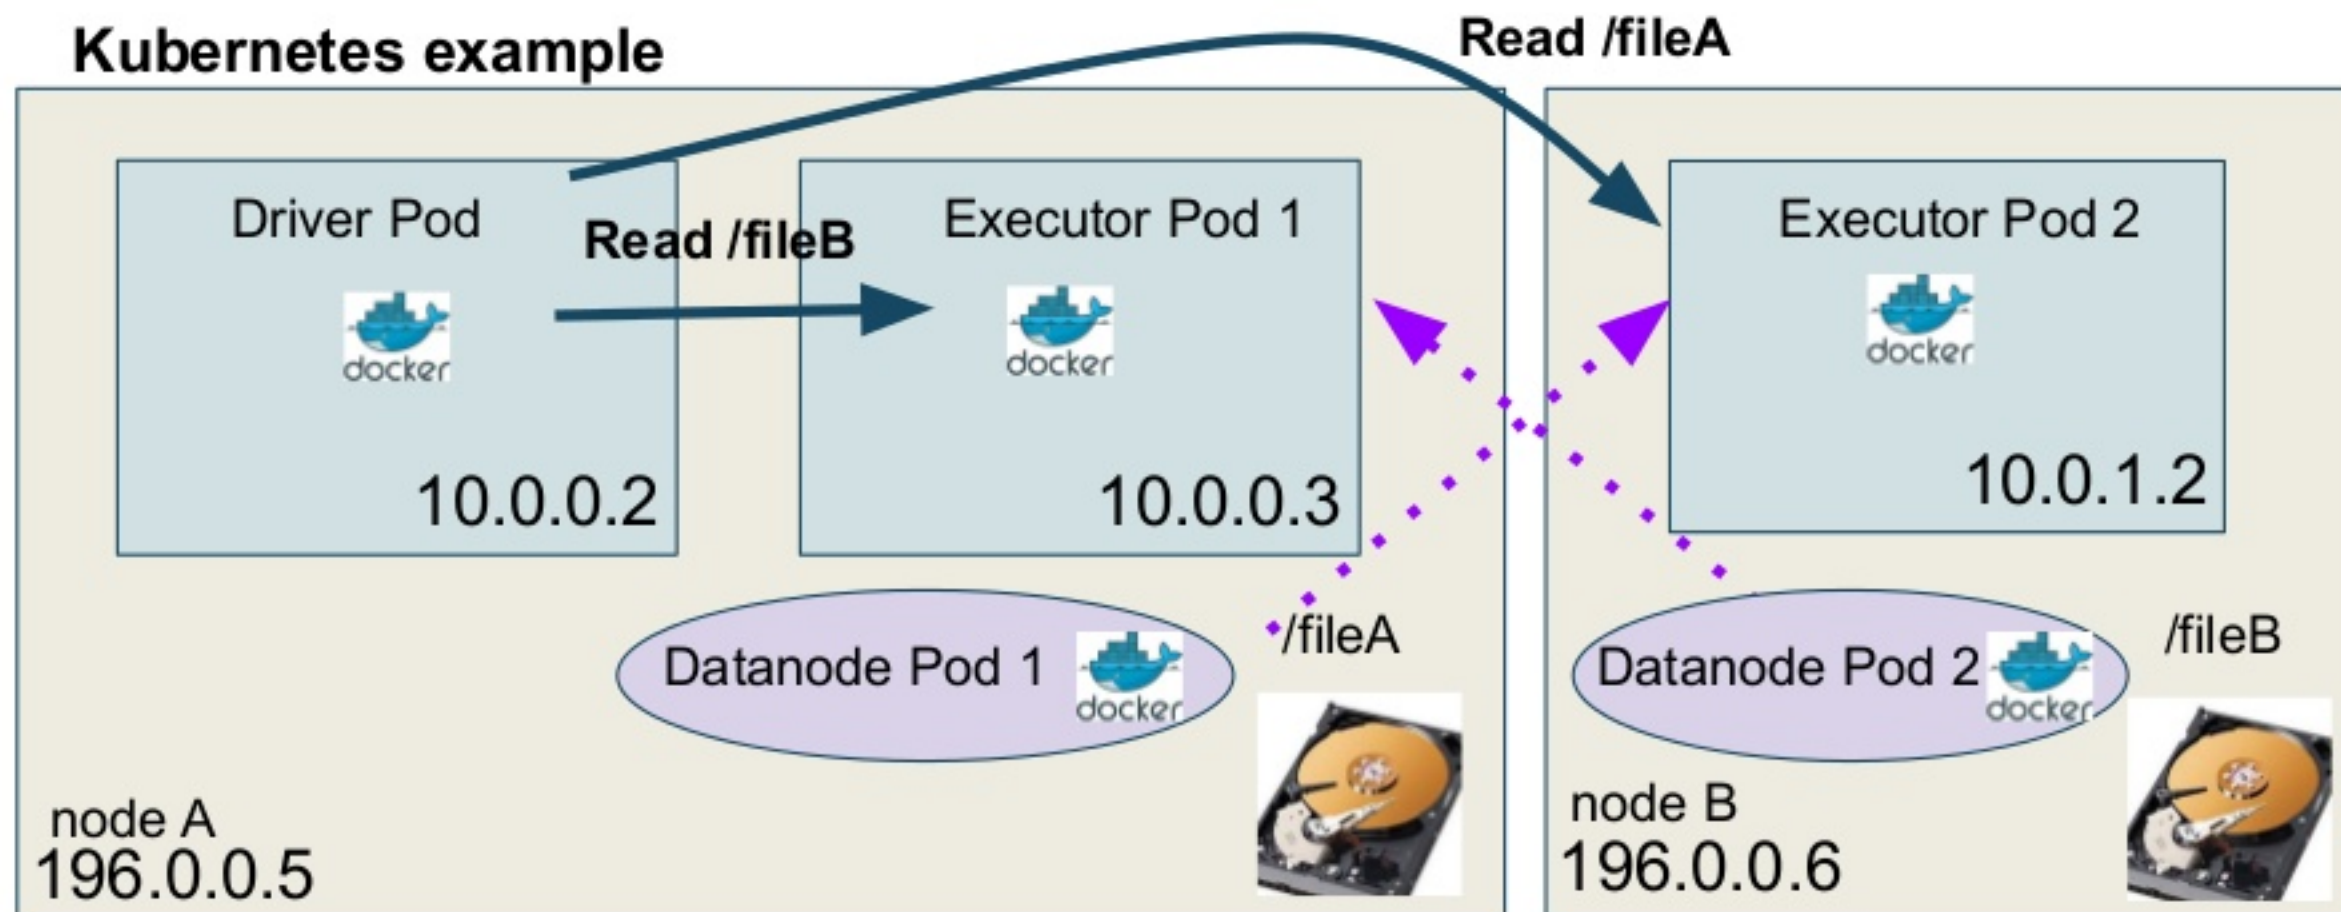 Kubernetes example
Read /fileA
Driver Pod
Read /fileB
docker
10.0.0.2
Executor Pod 1
docker
10.0.0.3
Executor Pod 2
docker
10.0.1.2
Datanode Pod 1
docker
/fileA
Datanode Pod 2
docker
/fileB
node A
196.0.0.5
node B
196.0.0.6